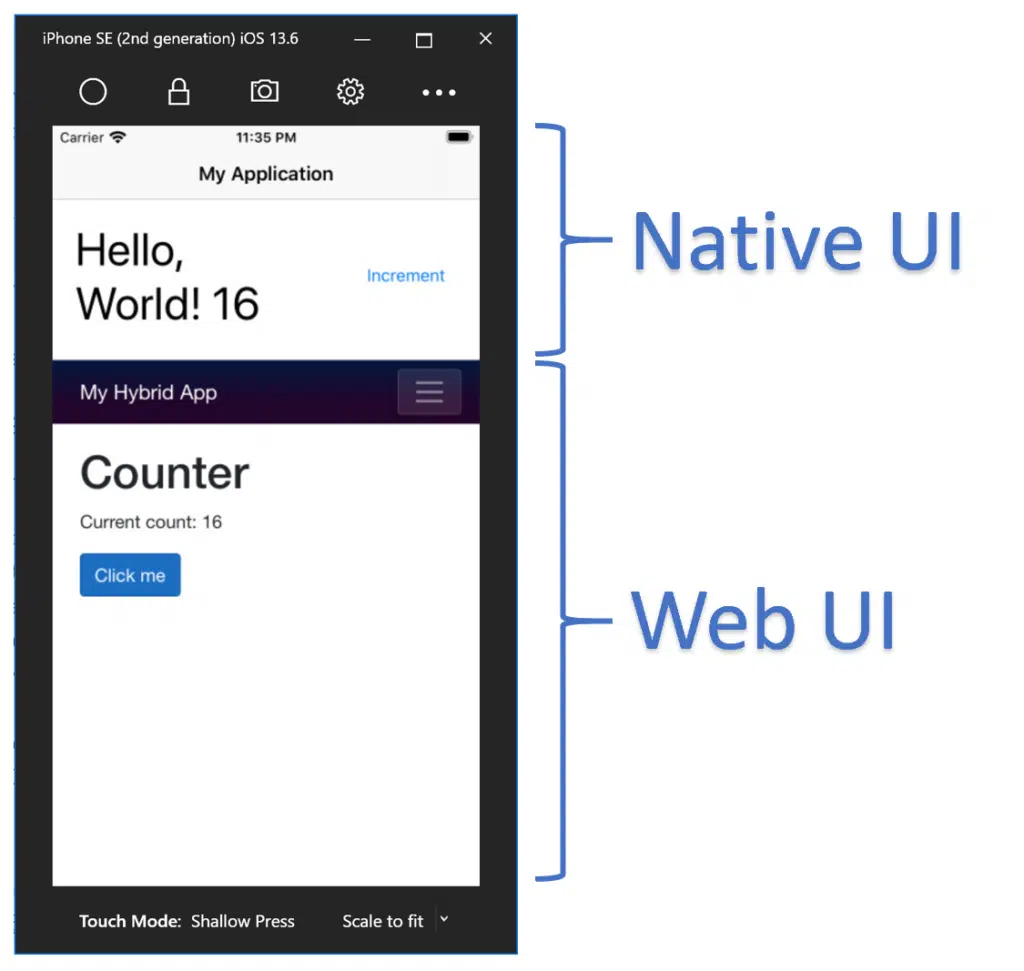 iPhone SE (2nd generation) iOS 13.6
Carrier 11:35 PM
My Application
Hello,
World! 16
Increment
Native UI
My Hybrid App
Counter
Current count: 16
Click me
Web UI
Touch Mode: Shallow Press Scale to fit